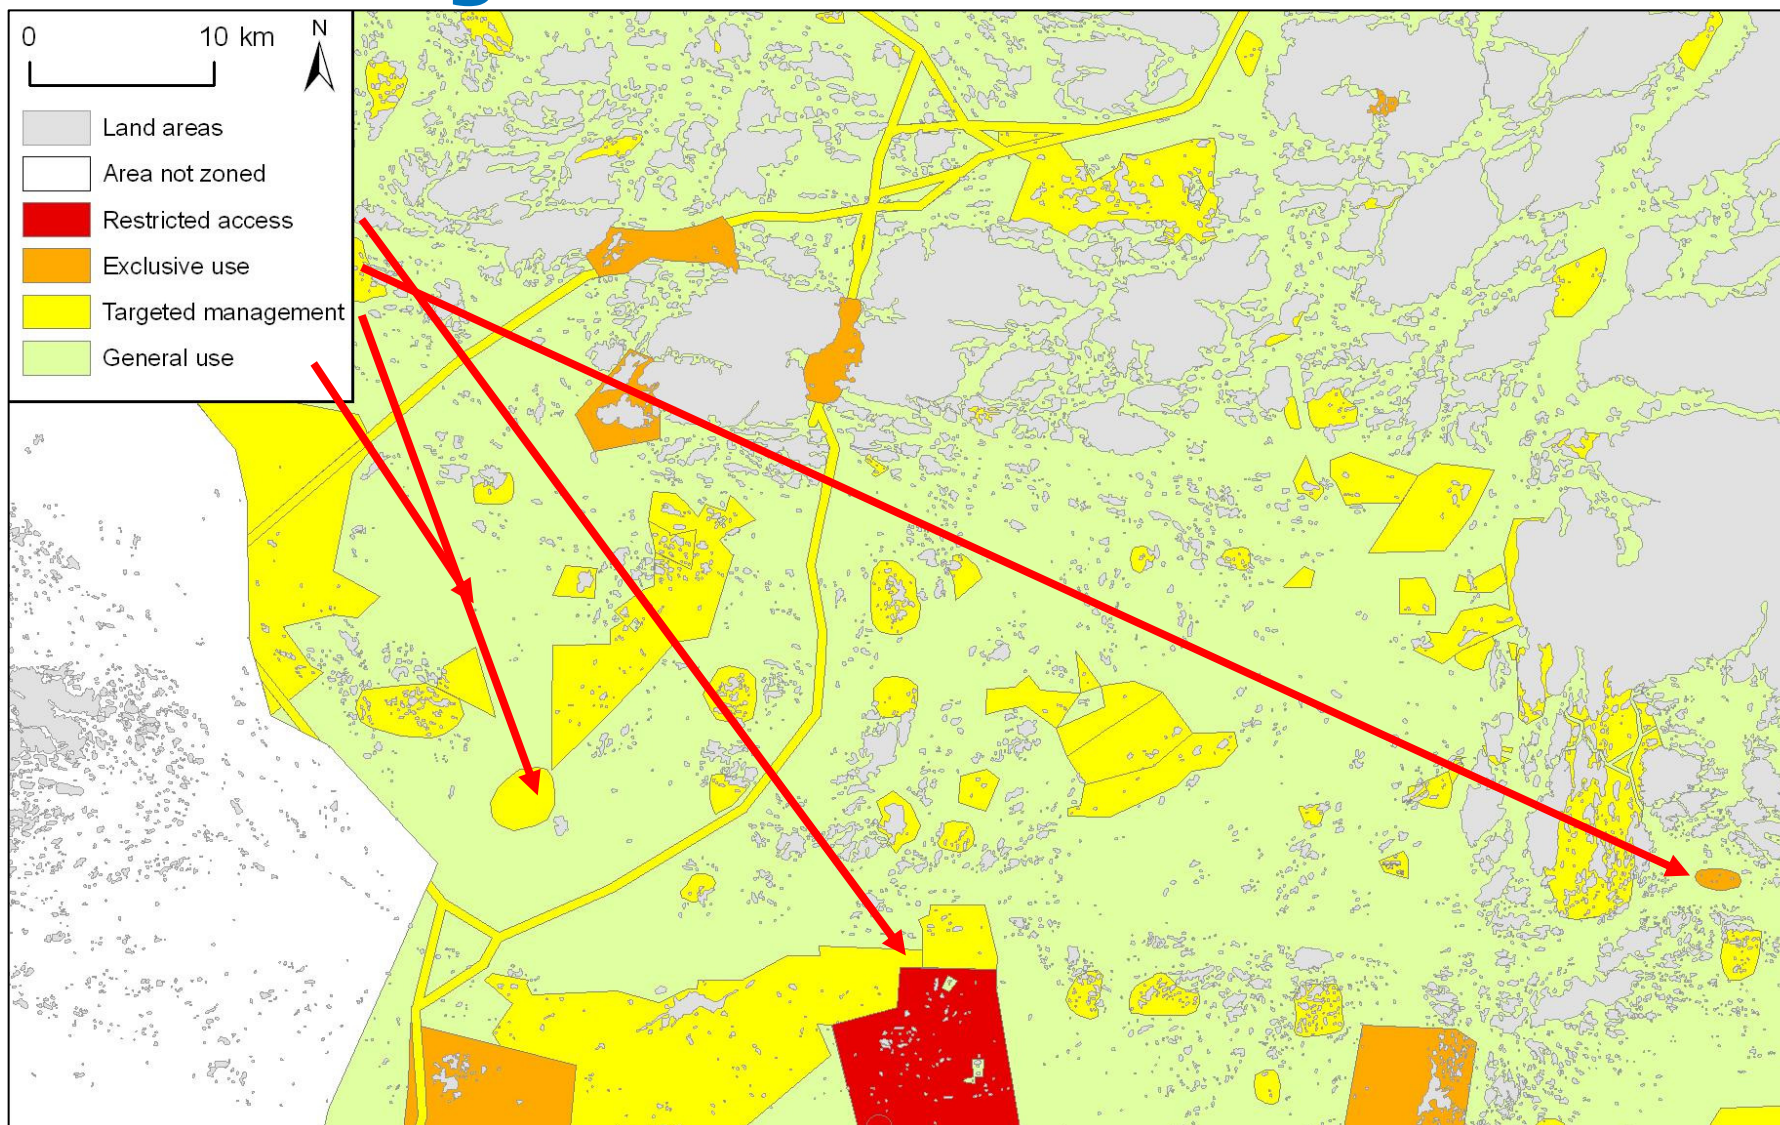 0 10 km N
Land areas
Area not zoned
Restricted access
Exclusive use
Targeted management
General use